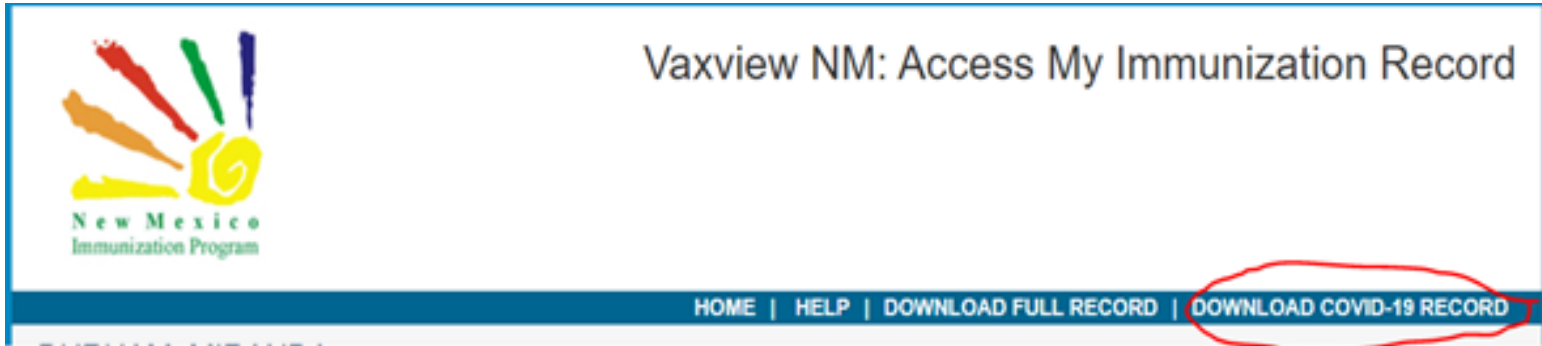 Vaxview NM: Access My Immunization Record
New Mexico
Immunization Program
HOME | HELP | DOWNLOAD FULL RECORD | DOWNLOAD COVID-19 RECORD